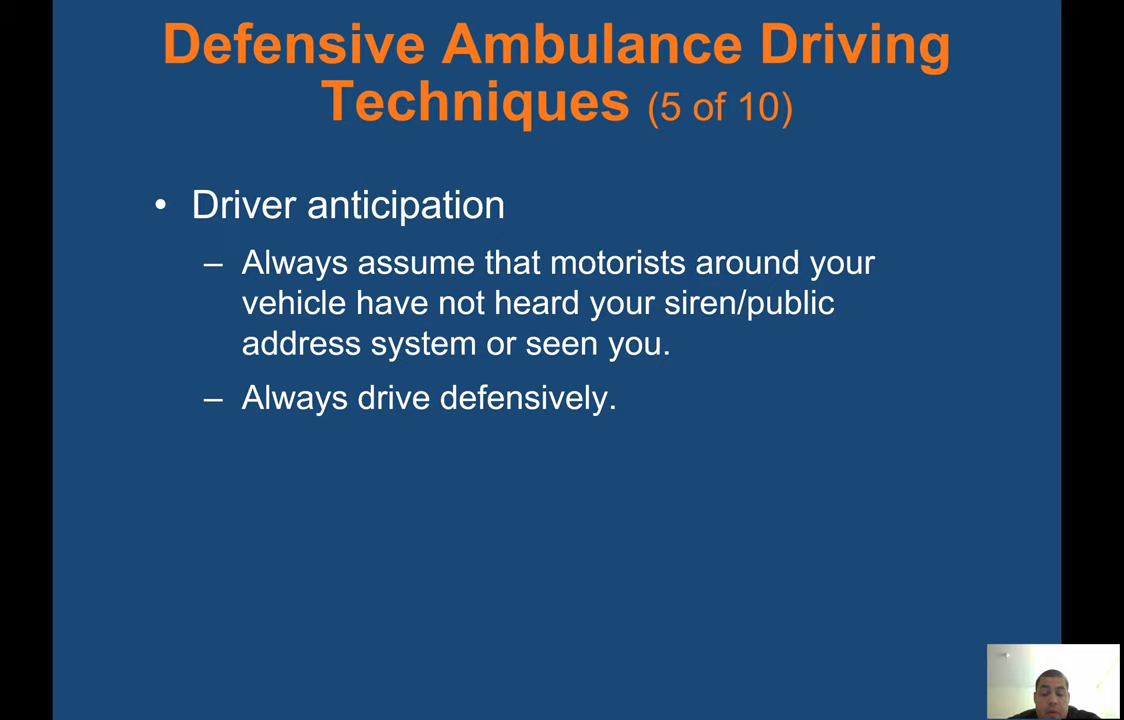 Defensive Ambulance Driving
Techniques (5 of 10)
• Driver anticipation
– Always assume that motorists around your
vehicle have not heard your siren/public
address system or seen you.
– Always drive defensively.